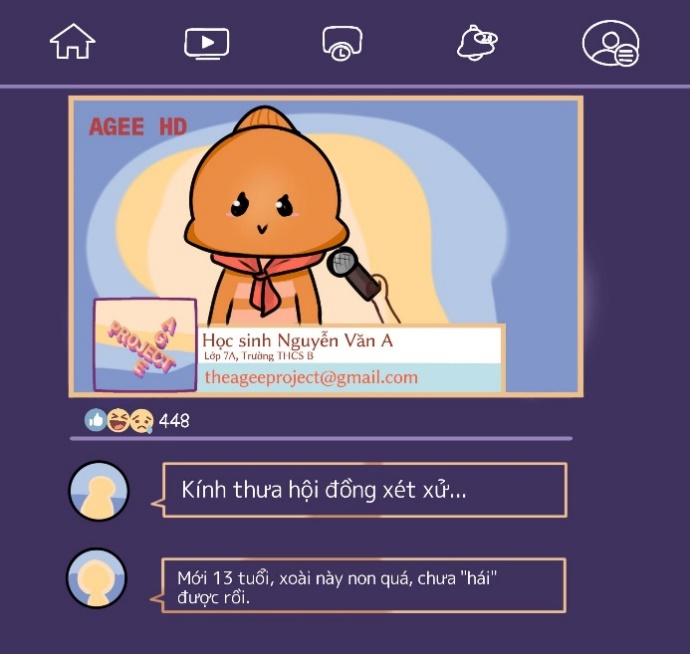 AGEE HD
PROJECT
AGEE
Học sinh Nguyễn Văn A
Lớp 7A, Trường THCS B
theageeproject@gmail.com
448
Kính thưa hội đồng xét xử...
Mới 13 tuổi, xoài này non quá, chưa "hái"
được rồi.